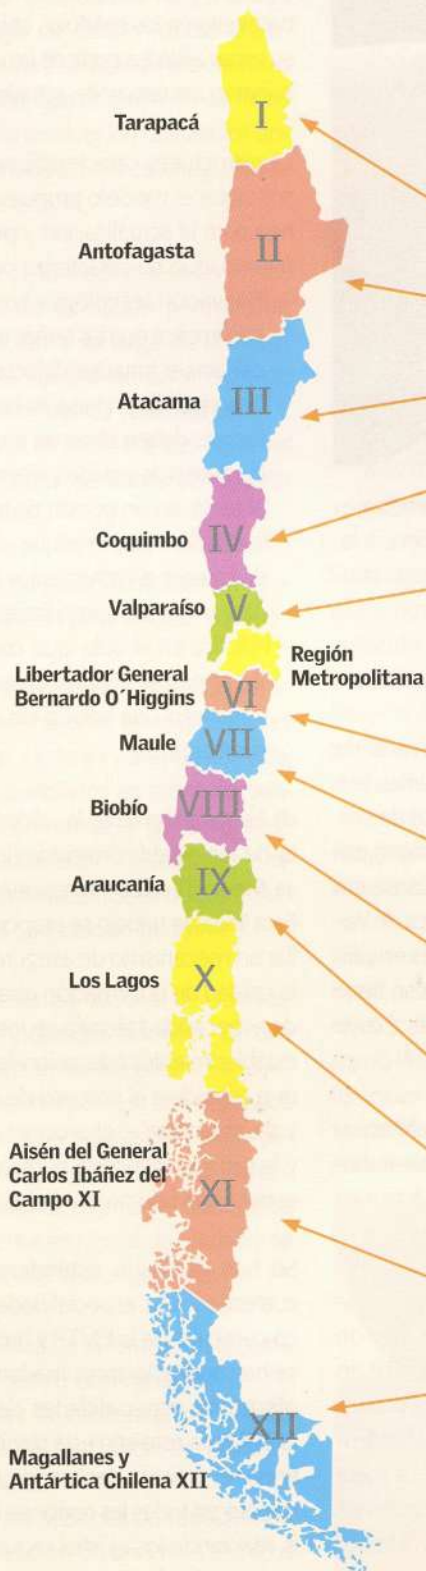 Tarapacá
I
Antofagasta
II
Atacama
III
Coquimbo
IV
Valparaíso
V
Región
Metropolitana
Libertador General
Bernardo O´Higgins
VI
Maule
VII
Biobío
VIII
Araucanía
IX
Los Lagos
X
Aisén del General
Carlos Ibáñez del
Campo XI
XI
XII
Magallanes y
Antártica Chilena XII